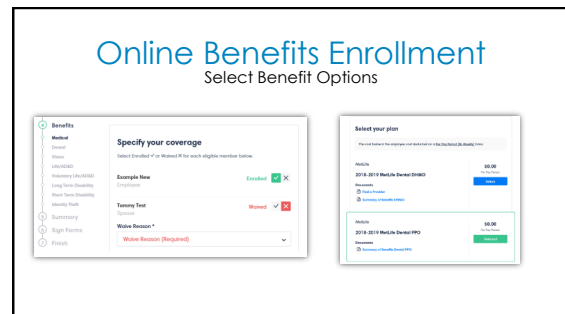 Online Benefits Enrollment
Select Benefit Options
Benefits
Medical
Dental
Vision
Life/AD&D
Voluntary Life/AD&D
Long Term Disability
Short Term Disability
Identity Theft
Summary
Sign Forms
Finish
Specify your coverage
Select Enrolled ✓ or Waived ✕ for each eligible member below.
Example New
Employee
Enrolled ✓ ✕
Tommy Test
Spouse
Waived ✓ ✕
Waive Reason *
Waive Reason (Required)
Select your plan
MetLife
2018-2019 MetLife Dental DHMO
$0.00
Per Pay Period
Select
Documents
Find a Provider
Summary of Benefits DHMO
MetLife
2018-2019 MetLife Dental PPO
$0.00
Per Pay Period
Selected
Documents
Summary of Benefits Dental PPO